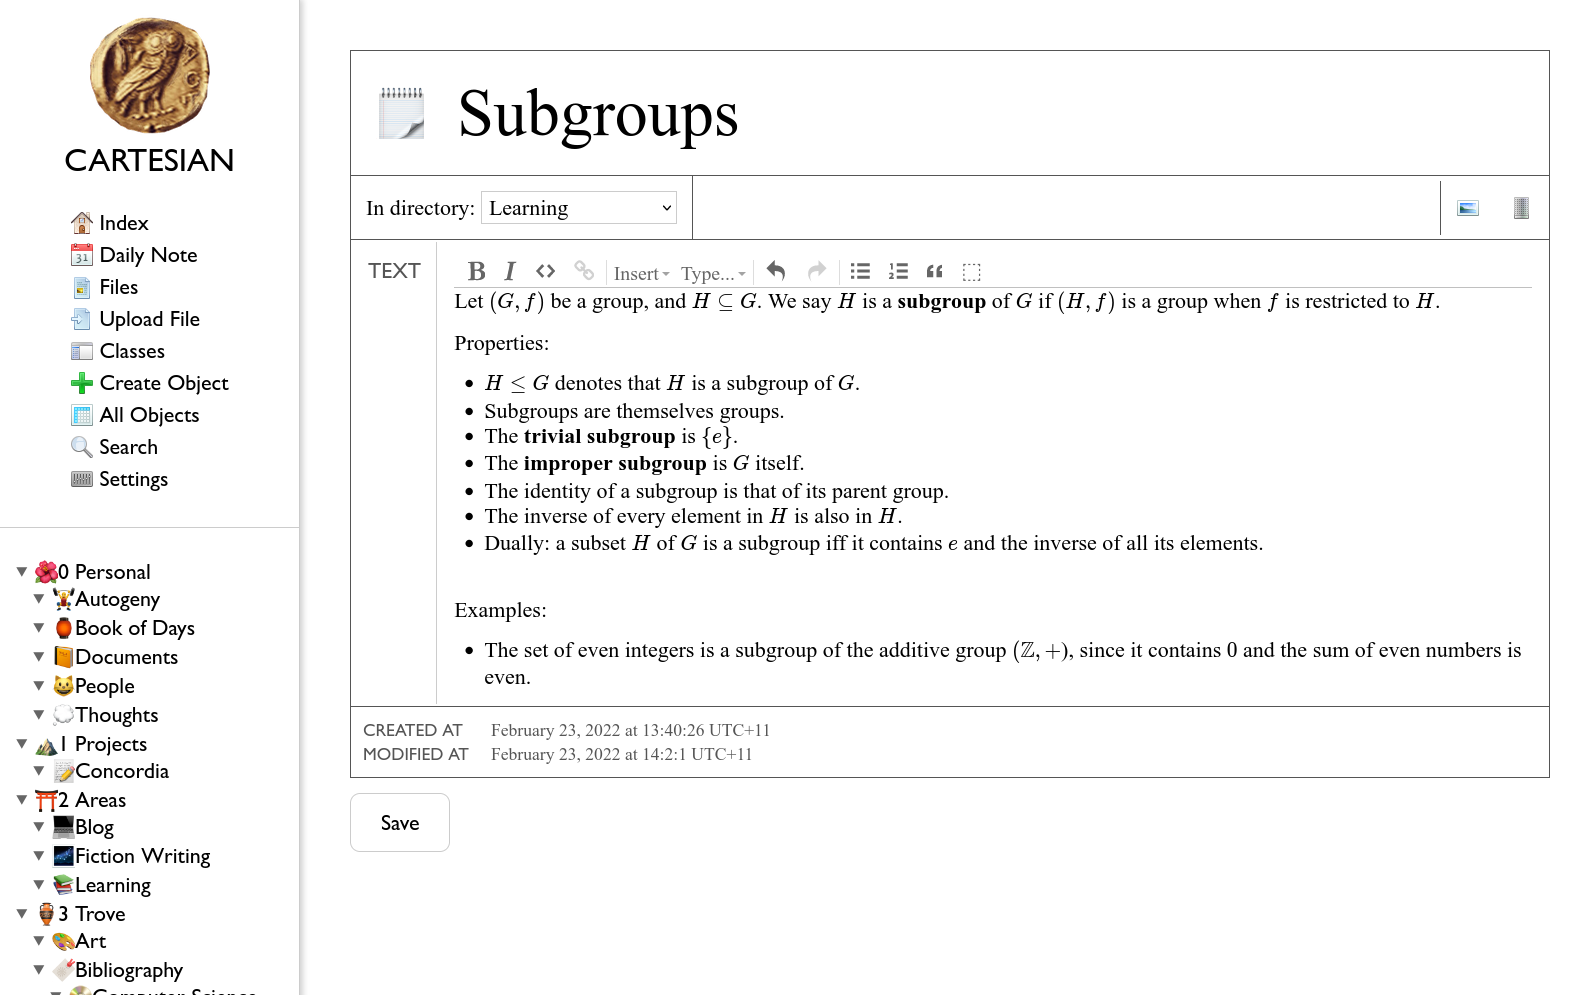 CARTESIAN
Index
Daily Note
Files
Upload File
Classes
Create Object
All Objects
Search
Settings
0 Personal
Autogeny
Book of Days
Documents
People
Thoughts
1 Projects
Concordia
2 Areas
Blog
Fiction Writing
Learning
3 Trove
Art
Bibliography
Computer Science
Subgroups
In directory: Learning
TEXT
B I <> Insert Type...
Let (G, f) be a group, and H ⊆ G. We say H is a subgroup of G if (H, f) is a group when f is restricted to H.
Properties:
• H ≤ G denotes that H is a subgroup of G.
• Subgroups are themselves groups.
• The trivial subgroup is {e}.
• The improper subgroup is G itself.
• The identity of a subgroup is that of its parent group.
• The inverse of every element in H is also in H.
• Dually: a subset H of G is a subgroup iff it contains e and the inverse of all its elements.
Examples:
• The set of even integers is a subgroup of the additive group (ℤ, +), since it contains 0 and the sum of even numbers is
even.
CREATED AT February 23, 2022 at 13:40:26 UTC+11
MODIFIED AT February 23, 2022 at 14:2:1 UTC+11
Save